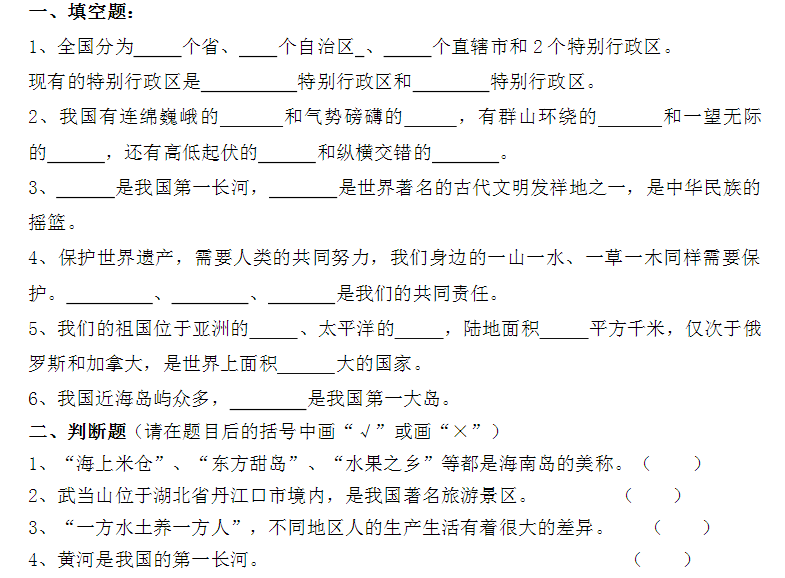 一、填空题：
1、全国分为_____个省、____个自治区_、_____个直辖市和2个特别行政区。
现有的特别行政区是__________特别行政区和________特别行政区。
2、我国有连绵巍峨的______和气势磅礴的_____，有群山环绕的______和一望无际
的______，还有高低起伏的______和纵横交错的_______。
3、______是我国第一长河，_______是世界著名的古代文明发祥地之一，是中华民族的
摇篮。
4、保护世界遗产，需要人类的共同努力，我们身边的一山一水、一草一木同样需要保
护。_________、________、_______是我们的共同责任。
5、我们的祖国位于亚洲的_____、太平洋的_____，陆地面积_____平方千米，仅次于俄
罗斯和加拿大，是世界上面积______大的国家。
6、我国近海岛屿众多，________是我国第一大岛。
二、判断题（请在题目后的括号中画“√”或画“×”）
1、“海上米仓”、“东方甜岛”、“水果之乡”等都是海南岛的美称。（　　）
2、武当山位于湖北省丹江口市境内，是我国著名旅游景区。（　　）
3、“一方水土养一方人”，不同地区人的生产生活有着很大的差异。（　　）
4、黄河是我国的第一长河。（　　）